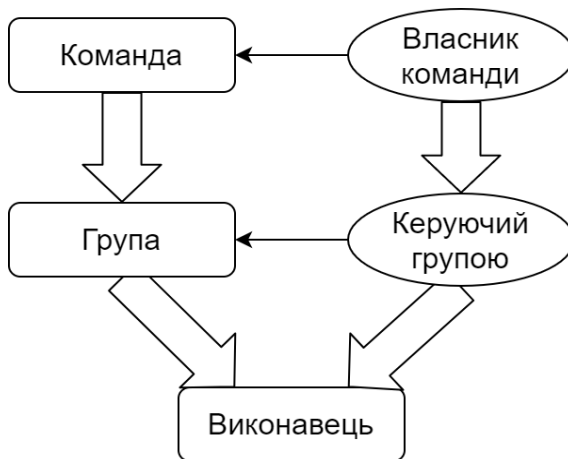 Команда
Власник
команди
Група
Керуючий
групою
Виконавець